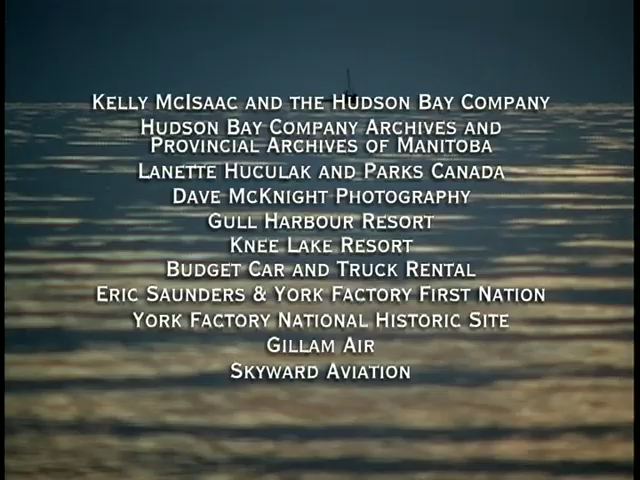 Kelly McIsaac and the Hudson Bay Company
Hudson Bay Company Archives and
Provincial Archives of Manitoba
Lanette Huculak and Parks Canada
Dave McKnight Photography
Gull Harbour Resort
Knee Lake Resort
Budget Car and Truck Rental
Eric Saunders & York Factory First Nation
York Factory National Historic Site
Gillam Air
Skyward Aviation